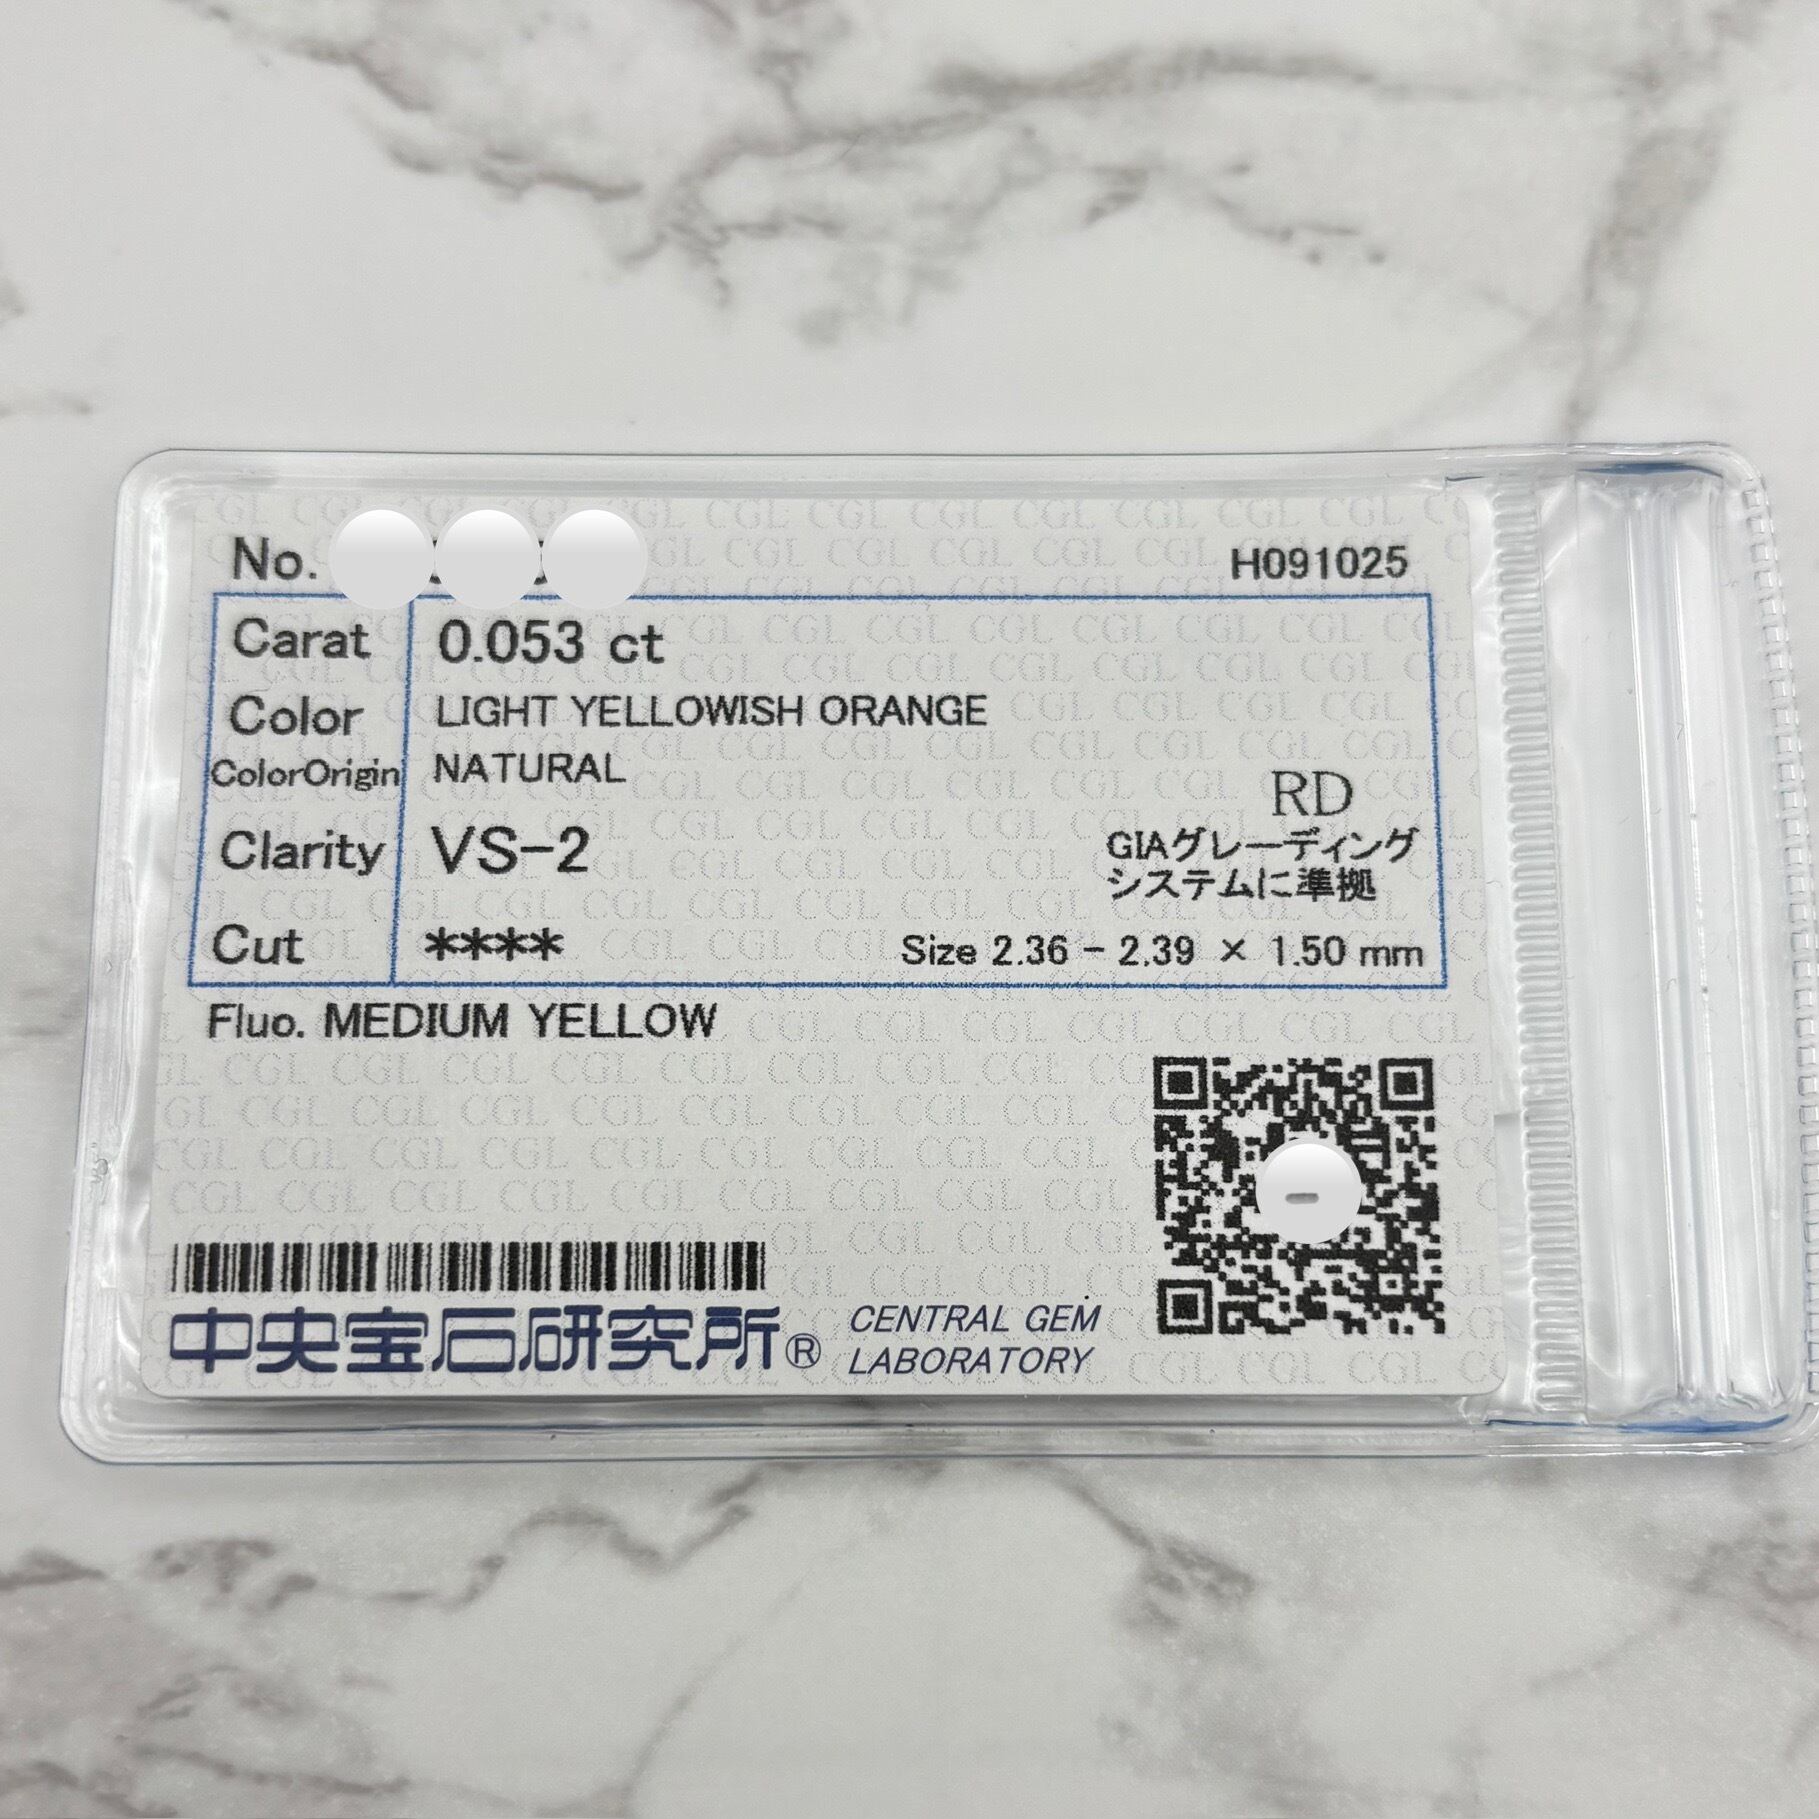 No.
H091025
Carat 0.053 ct
Color LIGHT YELLOWISH ORANGE
ColorOrigin NATURAL
RD
Clarity VS-2
GIAグレーディング
システムに準拠
Cut ****
Size 2.36 - 2.39 × 1.50 mm
Fluo. MEDIUM YELLOW
中央宝石研究所®
CENTRAL GEM
LABORATORY